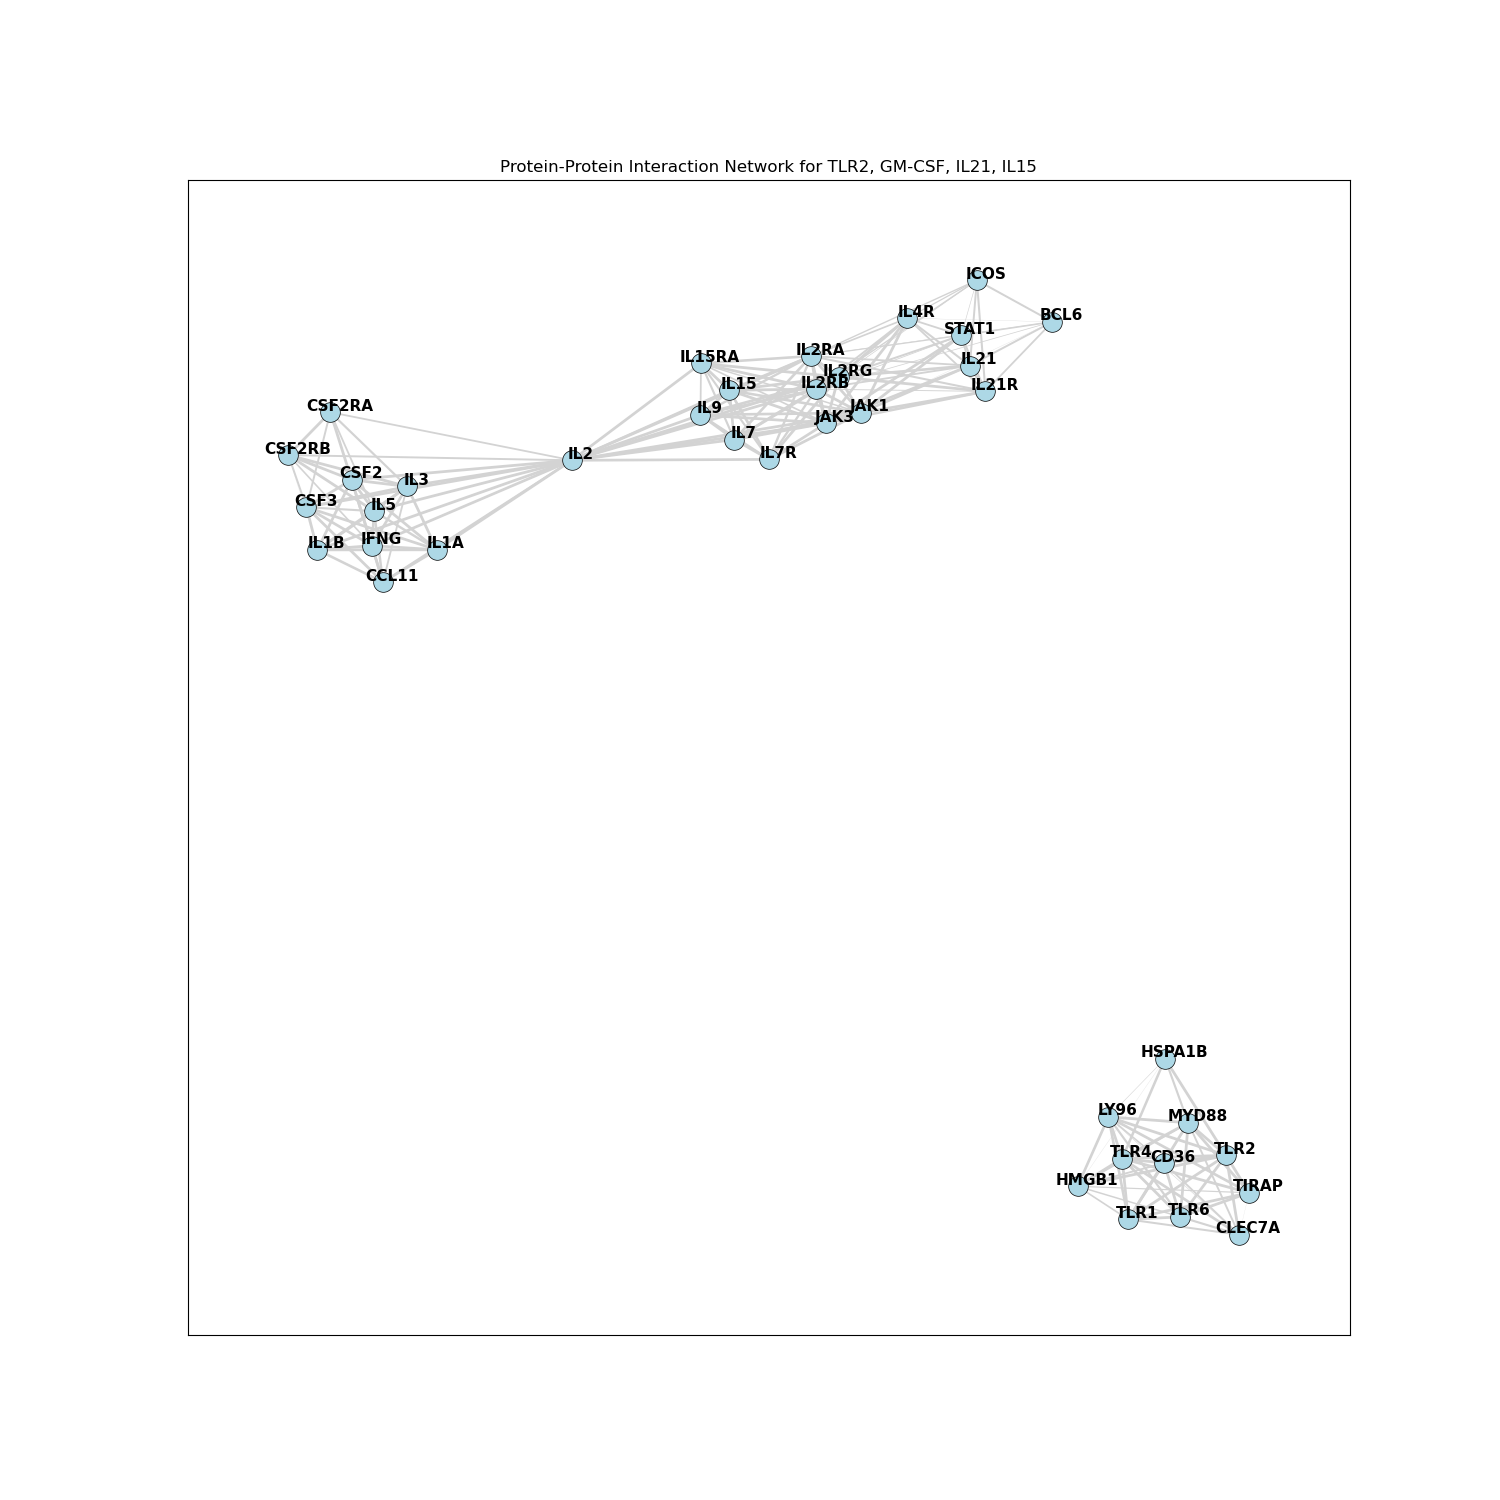 Protein-Protein Interaction Network for TLR2, GM-CSF, IL21, IL15
ICOS
IL4R
BCL6
STAT1
IL2RA
IL15RA
IL21
IL2RG
IL15
IL2RB
IL21R
CSF2RA
IL9
JAK1
JAK3
IL7
CSF2RB
IL2
IL7R
CSF2
IL3
CSF3
IL5
IL1B
IFNG
IL1A
CCL11
HSPA1B
LY96
MYD88
TLR4
CD36
TLR2
HMGB1
TIRAP
TLR1
TLR6
CLEC7A